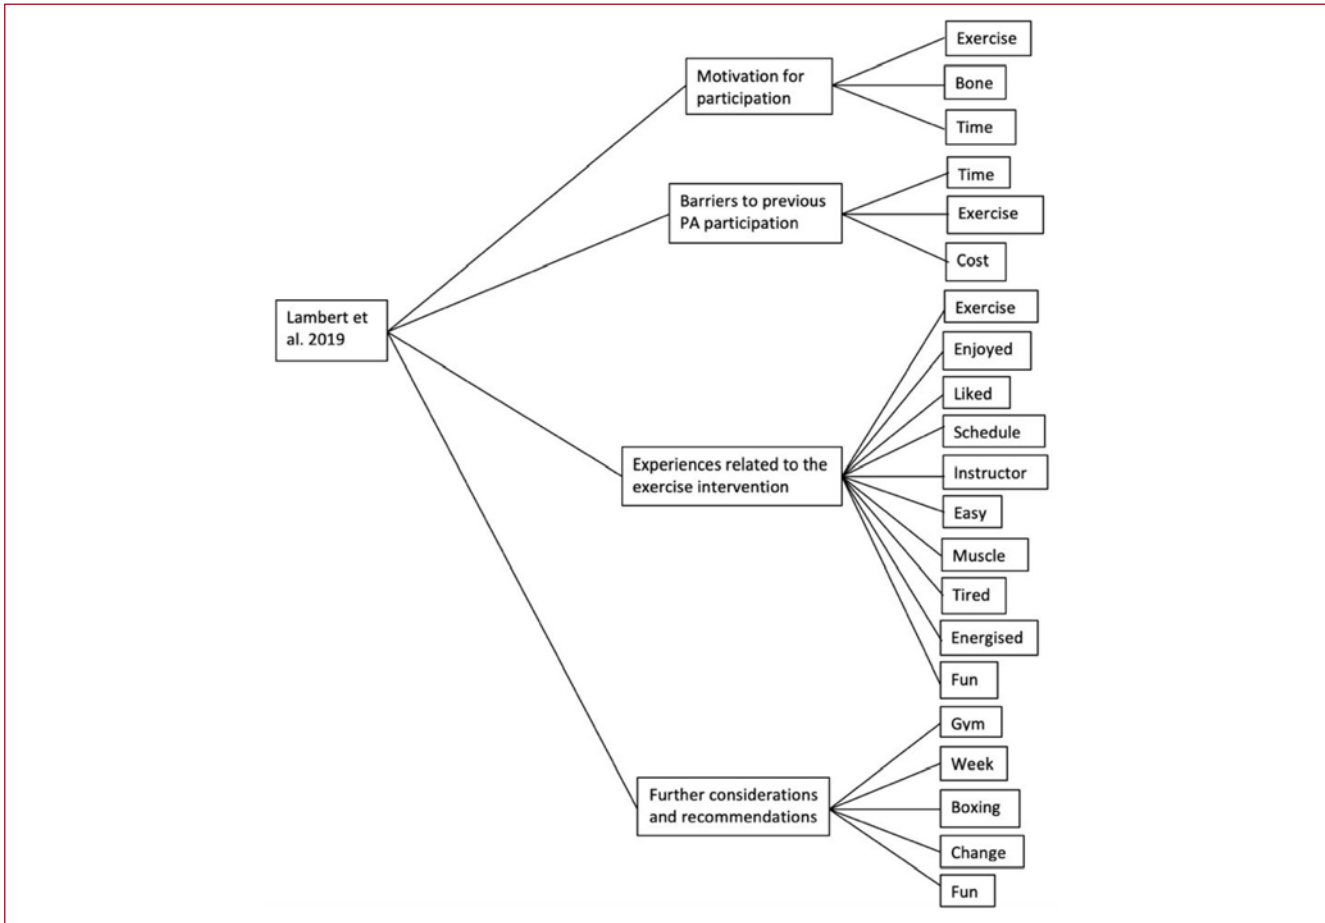 Lambert et
al. 2019
Motivation for
participation
Exercise
Bone
Time
Barriers to previous
PA participation
Time
Exercise
Cost
Experiences related to the
exercise intervention
Exercise
Enjoyed
Liked
Schedule
Instructor
Easy
Muscle
Tired
Energised
Fun
Further considerations
and recommendations
Gym
Week
Boxing
Change
Fun